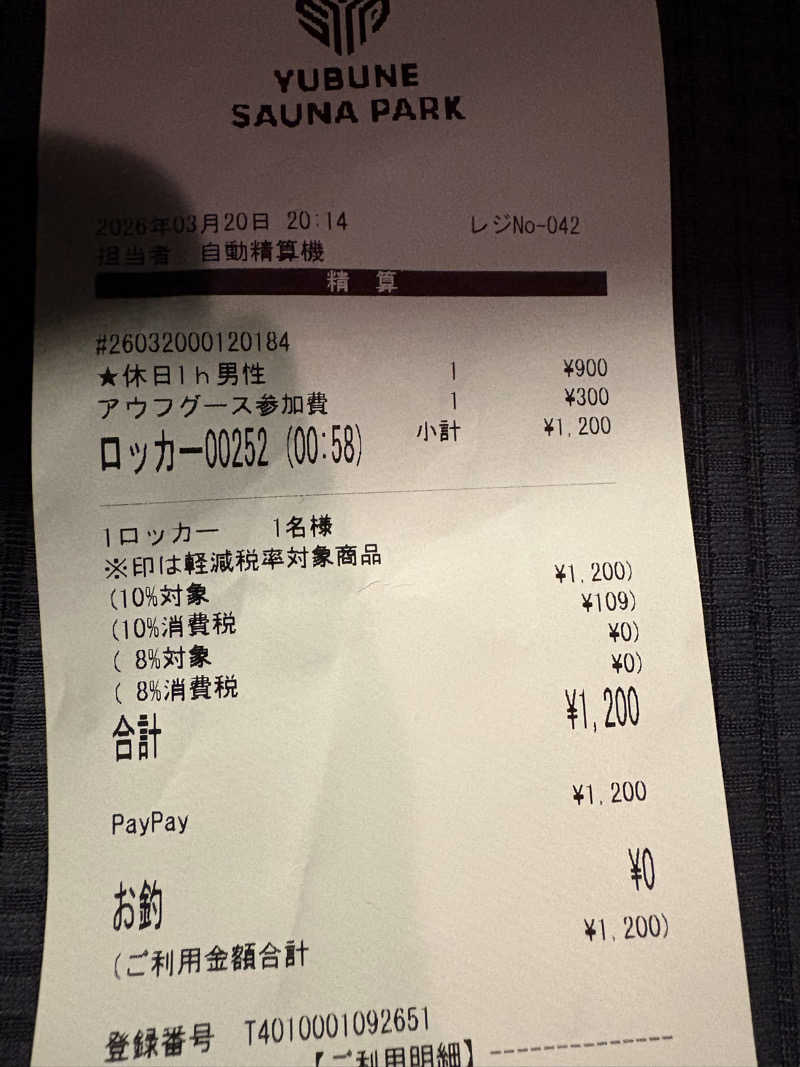 YUBUNE
SAUNA PARK
2026年03月20日 20:14 レジNo-042
担当者: 自動精算機
精 算
#26032000120184
★休日1h男性 1 ¥900
アウフグース参加費 1 ¥300
ロッカー00252 (00:58) 小計 ¥1,200
1ロッカー 1名様
※印は軽減税率対象商品
(10%対象 ¥1,200)
(10%消費税 ¥109)
( 8%対象 ¥0)
( 8%消費税 ¥0)
合計 ¥1,200
PayPay ¥1,200
お釣 ¥0
(ご利用金額合計 ¥1,200)
登録番号 T4010001092651
【ご利用明細】